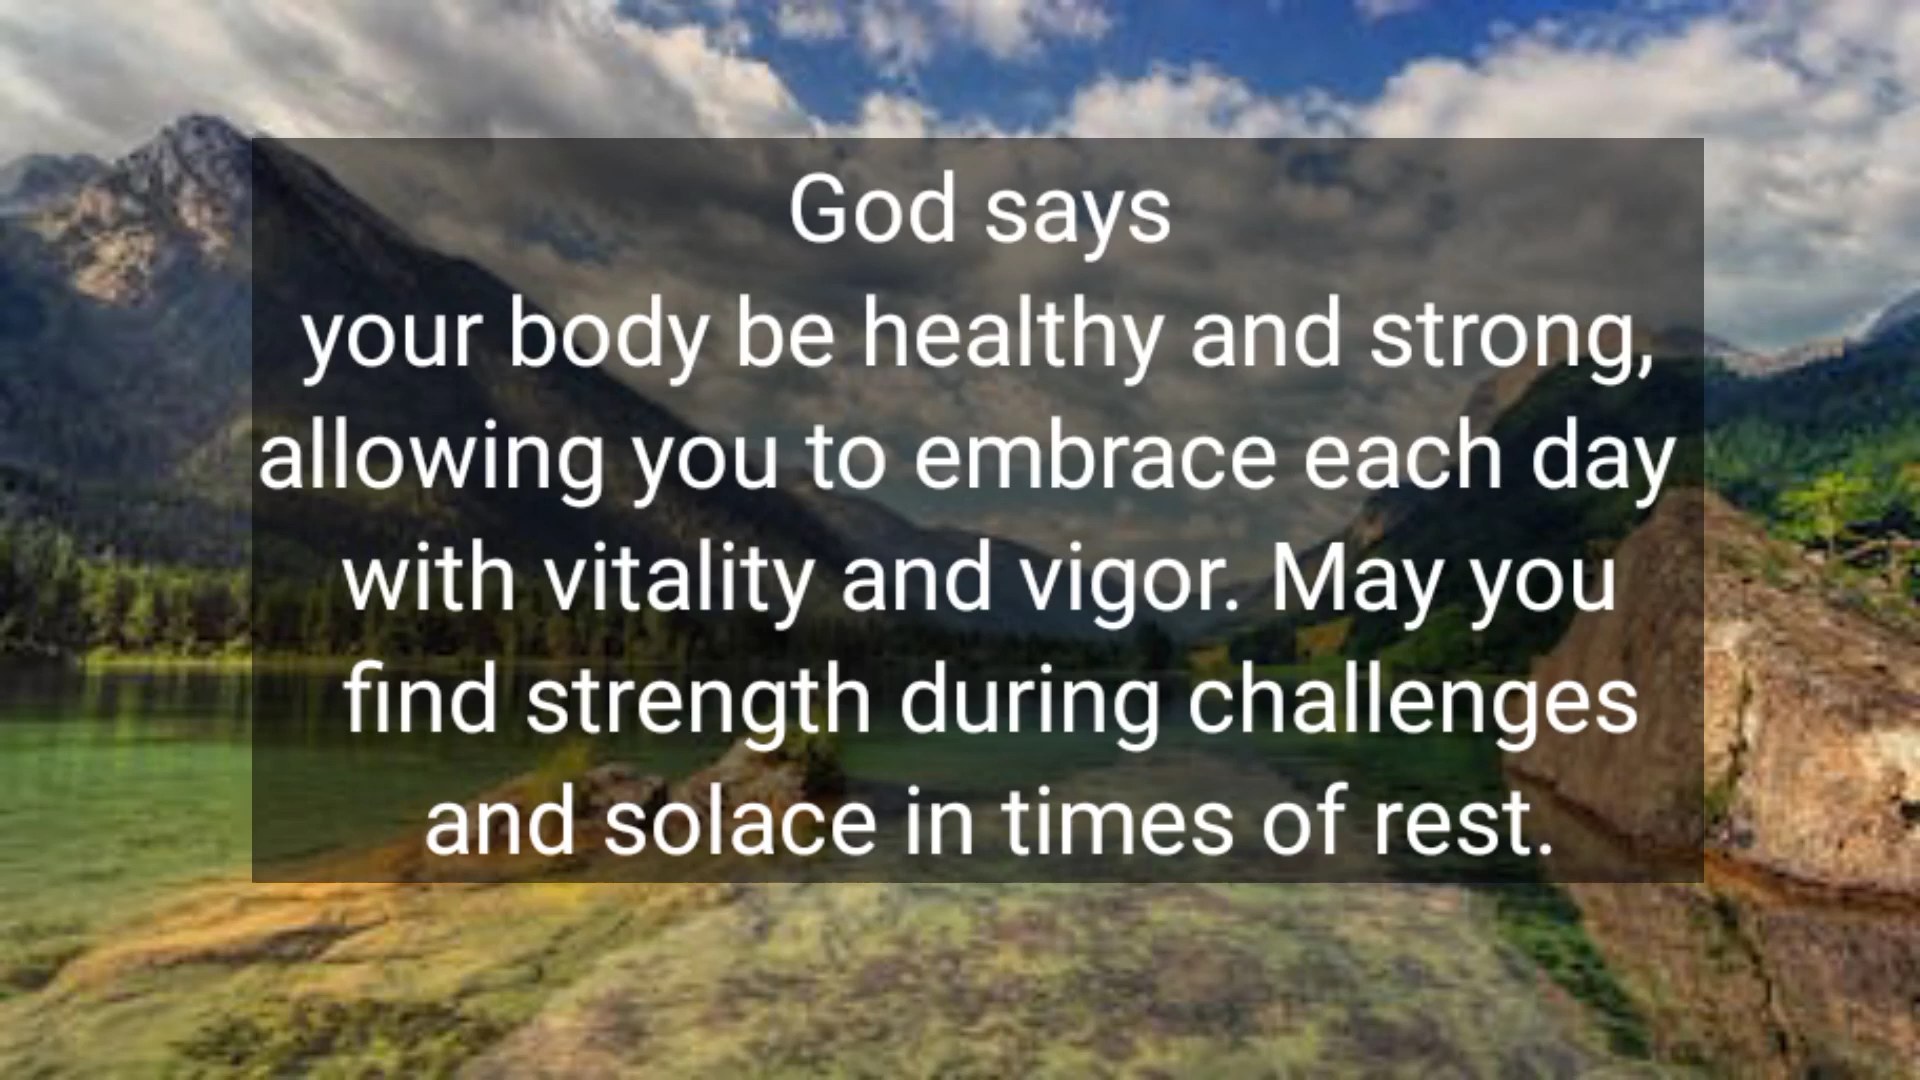 God says
your body be healthy and strong,
allowing you to embrace each day
with vitality and vigor. May you
find strength during challenges
and solace in times of rest.